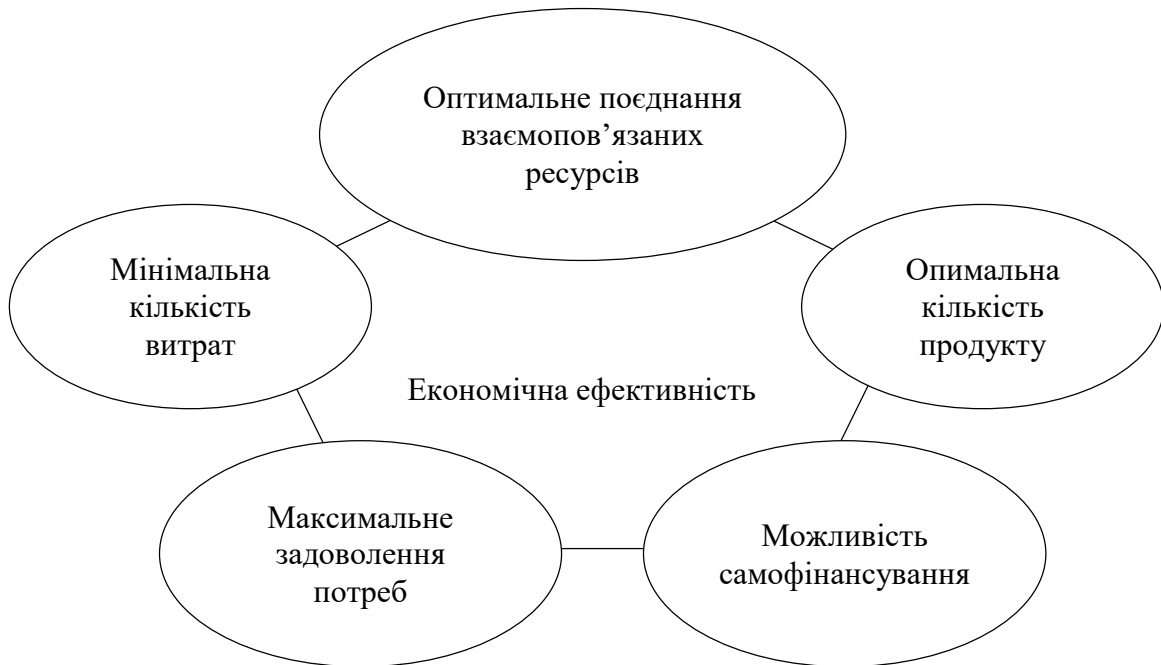 Оптимальне поєднання
взаємопов’язаних
ресурсів
Мінімальна
кількість
витрат
Опимальна
кількість
продукту
Економічна ефективність
Максимальне
задоволення
потреб
Можливість
самофінансування